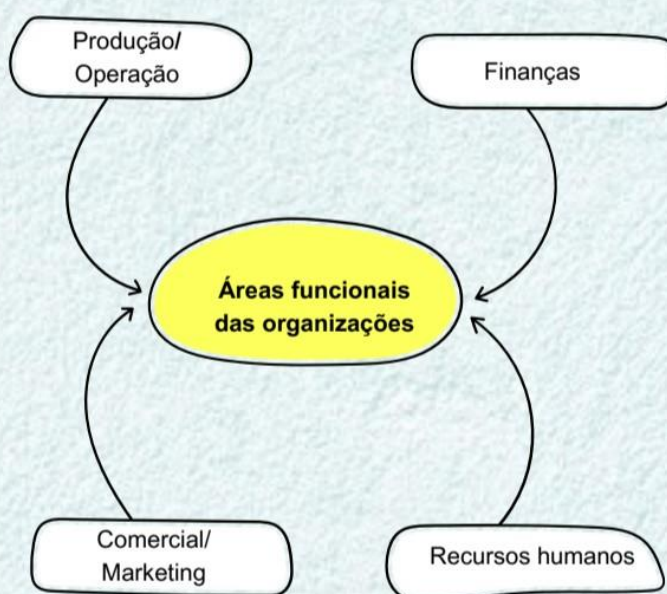 Produção/
Operação
Finanças
Áreas funcionais
das organizações
Comercial/
Marketing
Recursos humanos